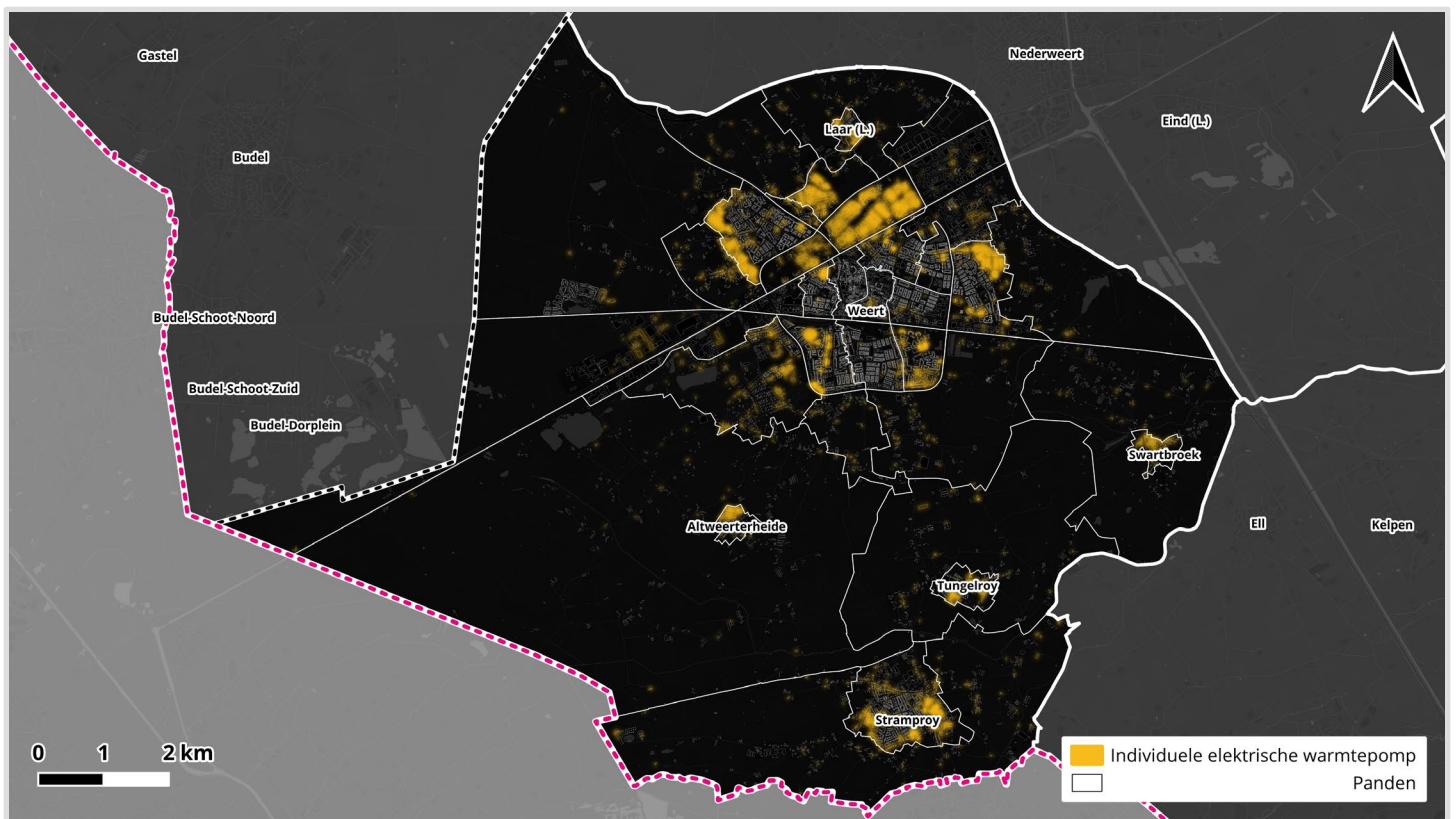 Gastel
Nederweert
Eind (L.)
Laar (L.)
Budel
Weert
Budel-Schoot-Noord
Budel-Schoot-Zuid
Budel-Dorplein
Swartbroek
Altweerterheide
Ell
Kelpen
Tungelroy
Stramproy
0 1 2 km
Individuele elektrische warmtepomp
Panden